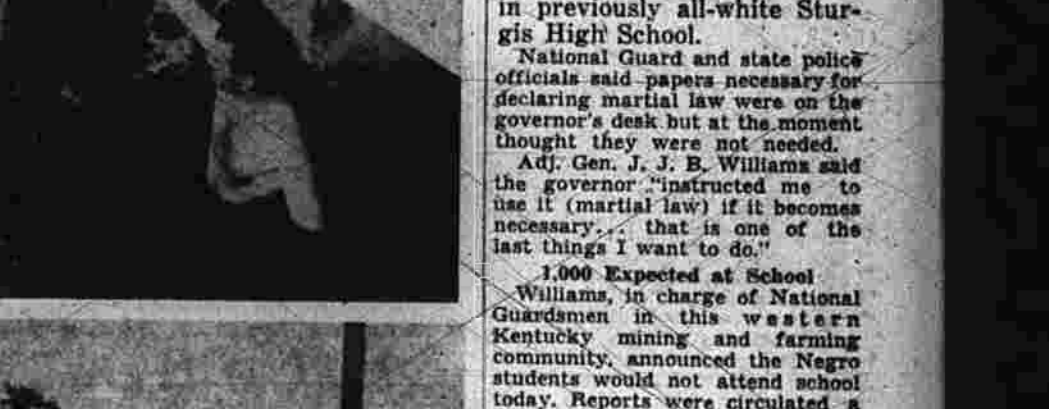 in previously all-white Stur-
gis High School.
National Guard and state police
officials said papers necessary for
declaring martial law were on the
governor's desk but at the moment
thought they were not needed.
Adj. Gen. J. J. B. Williams said
the governor "instructed me to
use it (martial law) if it becomes
necessary... that is one of the
last things I want to do."
1,000 Expected at School
Williams, in charge of National
Guardsmen in this western
Kentucky mining and farming
community, announced the Negro
students would not attend school
today. Reports were circulated a